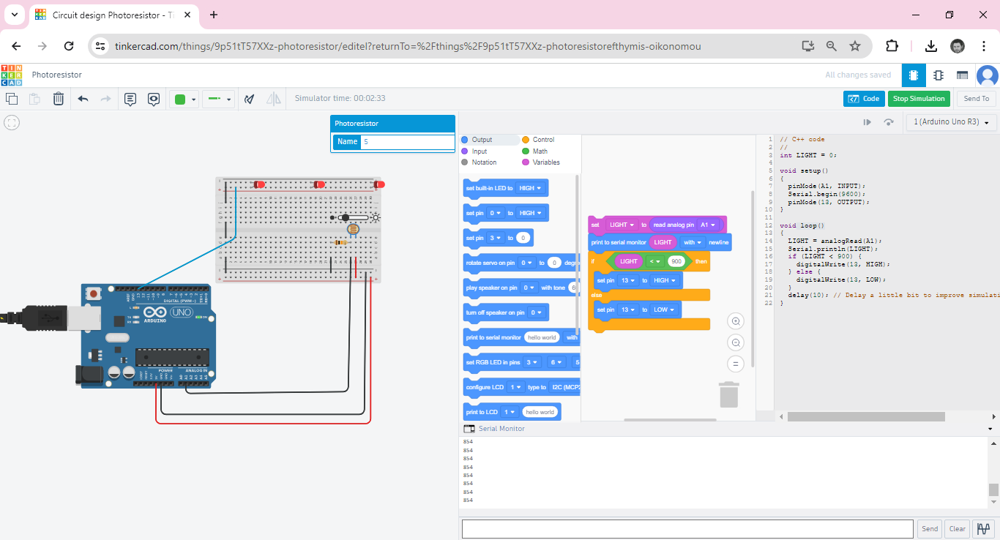 Circuit design Photoresistor - Ti
tinkercad.com/things/9p51tT57XXz-photoresistor/editel?returnTo=%2Fthings%2F9p51tT57XXz-photoresistorefthymis-oikonomou
TIN
KER
CAD
Photoresistor
All changes saved
Simulator time: 00:02:33
Code
Stop Simulation
Send To
1 (Arduino Uno R3)
Photoresistor
Name 5
DIGITAL (PWM~)
UNO
ARDUINO
POWER
ANALOG IN
Output
Control
Input
Math
Notation
Variables
set built-in LED to HIGH
set pin 0 to HIGH
set pin 3 to 0
rotate servo on pin 0 to 0 degr
play speaker on pin 0 with tone 6
turn off speaker on pin 0
print to serial monitor hello world with
set RGB LED in pins 3 6 5
configure LCD 1 type to I2C (MCP2
print to LCD 1 hello world
set LIGHT to read analog pin A1
print to serial monitor LIGHT with newline
if LIGHT < 900 then
set pin 13 to HIGH
else
set pin 13 to LOW
1 // C++ code
2 //
3 int LIGHT = 0;
4
5 void setup()
6 {
7 pinMode(A1, INPUT);
8 Serial.begin(9600);
9 pinMode(13, OUTPUT);
10 }
11
12 void loop()
13 {
14 LIGHT = analogRead(A1);
15 Serial.println(LIGHT);
16 if (LIGHT < 900) {
17 digitalWrite(13, HIGH);
18 } else {
19 digitalWrite(13, LOW);
20 }
21 delay(10); // Delay a little bit to improve simulati
22 }
Serial Monitor
854
854
854
854
854
854
854
854
Send
Clear